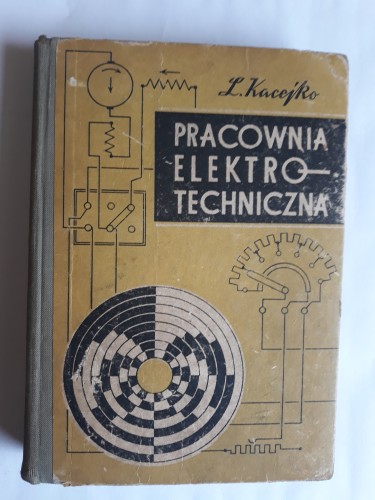 L. Kacejko
PRACOWNIA
ELEKTRO—
TECHNICZNA